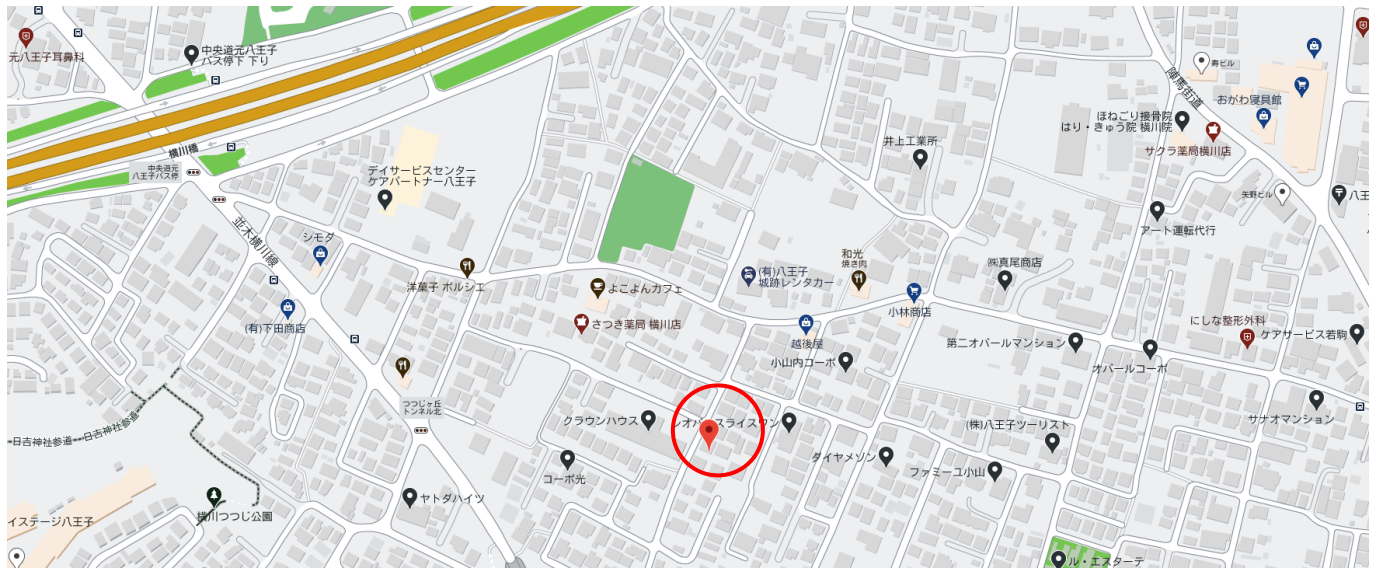 元八王子耳鼻科
中央道元八王子
バス停下 下り
横川橋
中央道元
八王子バス停
デイサービスセンター
ケアパートナー八王子
並木横川線
シモダ
洋菓子 ポルシェ
(有)下田商店
よこよんカフェ
さつき薬局 横川店
井上工業所
(有)八王子
城跡レンタカー
和光
焼き肉
小林商店
越後屋
小山内コーポ
㈱真尾商店
第二オパールマンション
オパールコーポ
陣馬街道
寿ビル
おがわ寝具館
ほねごり接骨院
はり・きゅう院 横川院
サクラ薬局横川店
矢野ビル
八王
アート運転代行
にしな整形外科
ケアサービス若駒
サナオマンション
(株)八王子ツーリスト
ファミーユ小山
ダイヤメゾン
クラウンハウス
コーポ光
つつじヶ丘
トンネル北
ヤトダハイツ
日吉神社参道
日吉神社参道
横川つつじ公園
イステージ八王子
ル・エスターテ